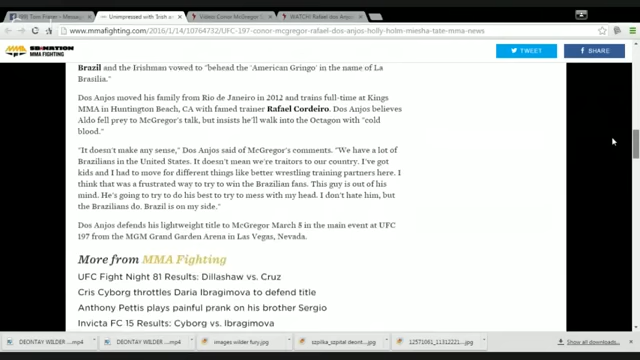 Unimpressed with Irish an
Videos Conor McGregor S
WATCH! Rafael dos Anjos
www.mmafighting.com/2016/1/14/10764732/UFC-197-conor-mcgregor-rafael-dos-anjos-holly-holm-miesha-tate-mma-news
SB NATION
MMA FIGHTING
TWEET
SHARE
Brazil and the Irishman vowed to "behead the 'American Gringo' in the name of La
Brasilia."
Dos Anjos moved his family from Rio de Janeiro in 2012 and trains full-time at Kings
MMA in Huntington Beach, CA with famed trainer Rafael Cordeiro. Dos Anjos believes
Aldo fell prey to McGregor's talk, but insists he'll walk into the Octagon with "cold
blood."
"It doesn't make any sense," Dos Anjos said of McGregor's comments. "We have a lot of
Brazilians in the United States. It doesn't mean we're traitors to our country. I've got
kids and I had to move for different things like better wrestling training partners here. I
think that was a frustrated way to try to win the Brazilian fans. This guy is out of his
mind. He's going to try to do his best to try to mess with my head. I don't hate him, but
the Brazilians do. Brazil is on my side."
Dos Anjos defends his lightweight title to McGregor March 5 in the main event at UFC
197 from the MGM Grand Garden Arena in Las Vegas, Nevada.
More from MMA Fighting
UFC Fight Night 81 Results: Dillashaw vs. Cruz
Cris Cyborg throttles Daria Ibragimova to defend title
Anthony Pettis plays painful prank on his brother Sergio
Invicta FC 15 Results: Cyborg vs. Ibragimova
DEONTAY WILDER ....mp4
DEONTAY WILDER ....mp4
images wilder fury.jpg
szpilka_szpital deont....jpg
12571061_11312221....jpg
Show all downloads...